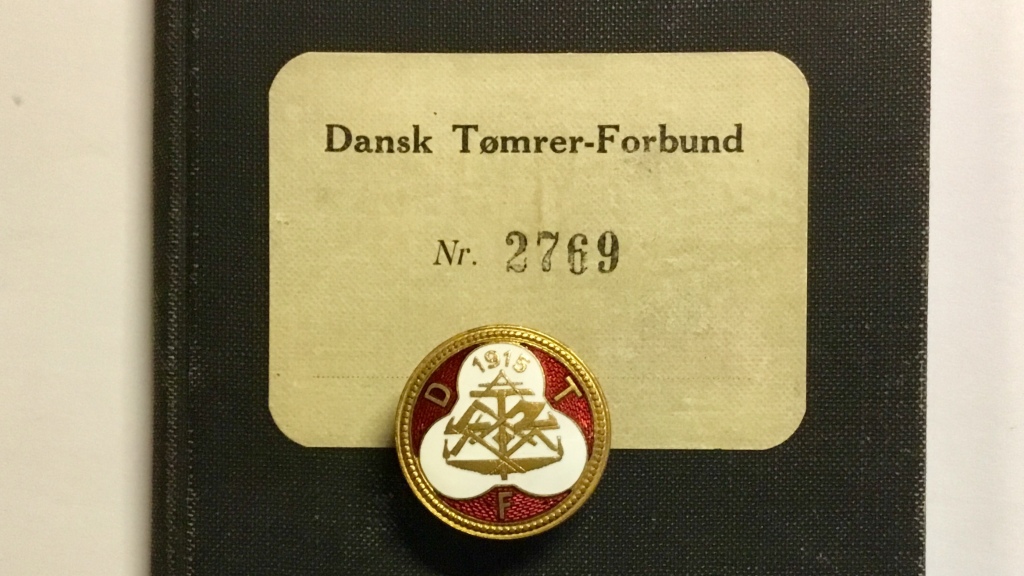 Dansk Tømrer-Forbund
Nr. 2769
1915
D T
F